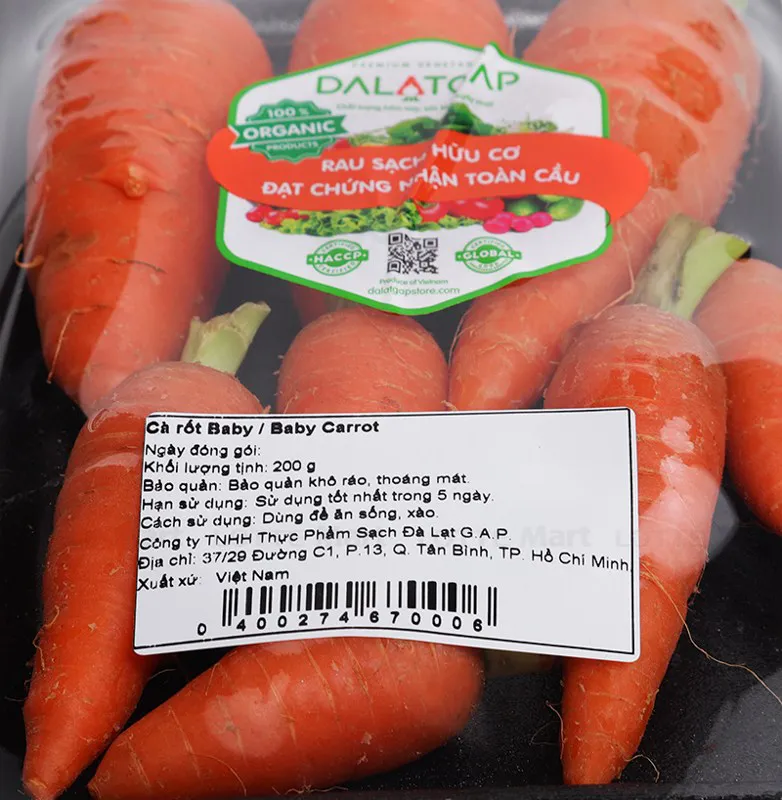 PREMIUM
DALATGAP
100%
ORGANIC
PRODUCTS
RAU SẠCH HỮU CƠ
ĐẠT CHỨNG NHẬN TOÀN CẦU
HACCP
CERTIFIED
GLOBAL
Produce of Vietnam
dalatgapstore.com
Cà rốt Baby / Baby Carrot
Ngày đóng gói:
Khối lượng tịnh: 200 g
Bảo quản: Bảo quản khô ráo, thoáng mát.
Hạn sử dụng: Sử dụng tốt nhất trong 5 ngày.
Cách sử dụng: Dùng để ăn sống, xào.
Công ty TNHH Thực Phẩm Sạch Đà Lạt G.A.P.
Địa chỉ: 37/29 Đường C1, P.13, Q. Tân Bình, TP. Hồ Chí Minh
Xuất xứ: Việt Nam
0 400274 670006
Mart